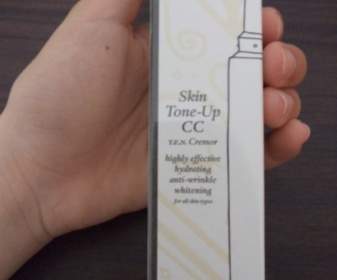 Skin
Tone-Up
CC
T.E.N. Cremor
highly effective
hydrating
anti-wrinkle
whitening
for all skin types